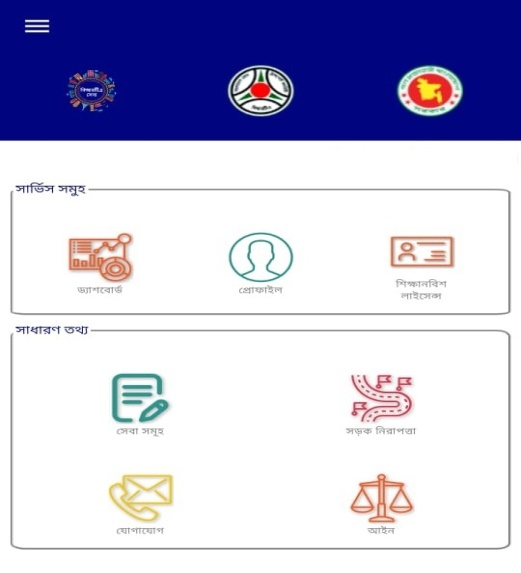 সার্ভিস সমুহ
ড্যাশবোর্ড
প্রোফাইল
শিক্ষানবিশ
লাইসেন্স
সাধারণ তথ্য
সেবা সমূহ
সড়ক নিরাপত্তা
যোগাযোগ
আইন